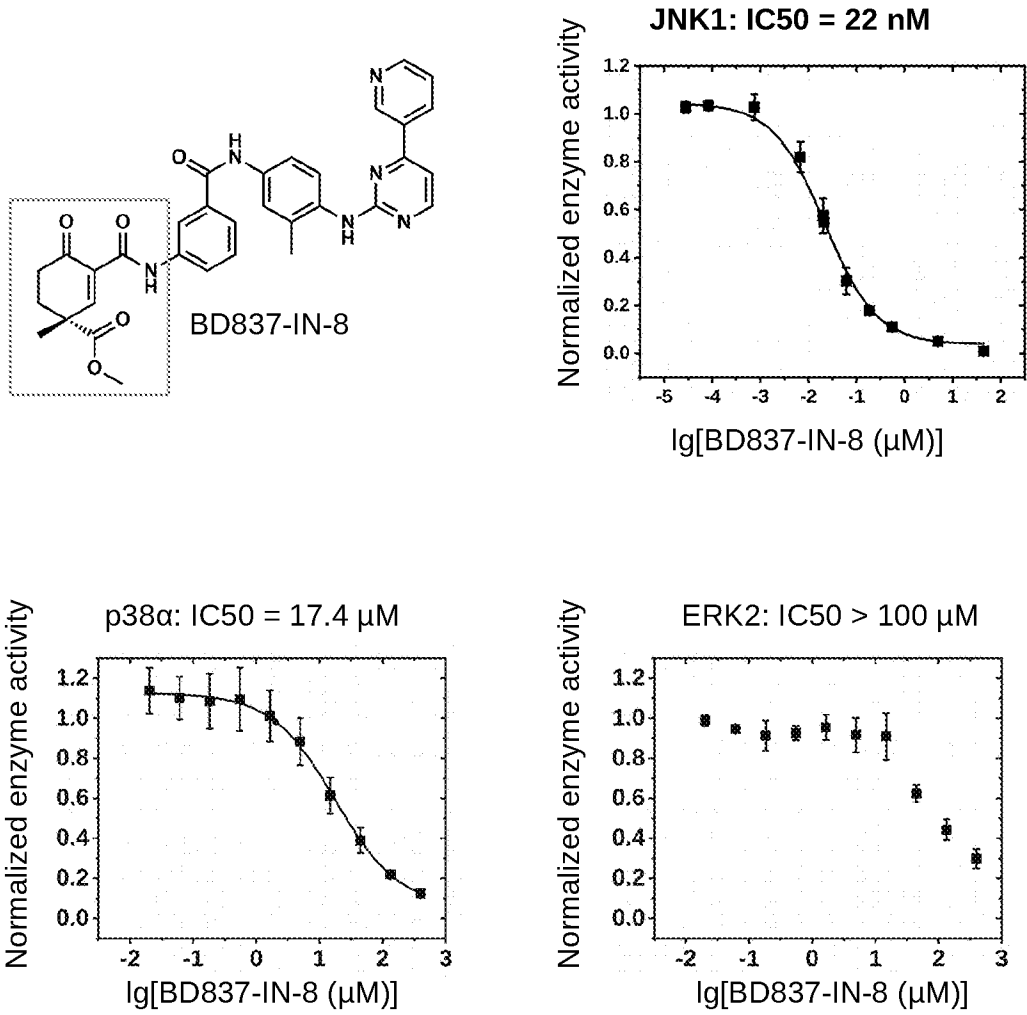 JNK1: IC50 = 22 nM
Normalized enzyme activity
1.2
1.0
0.8
0.6
0.4
0.2
0.0
-5 -4 -3 -2 -1 0 1 2
lg[BD837-IN-8 (µM)]
N
O
H
N
N
N
N
H
O
O
N
H
O
O
BD837-IN-8
p38α: IC50 = 17.4 µM
Normalized enzyme activity
1.2
1.0
0.8
0.6
0.4
0.2
0.0
-2 -1 0 1 2 3
lg[BD837-IN-8 (µM)]
ERK2: IC50 > 100 µM
Normalized enzyme activity
1.2
1.0
0.8
0.6
0.4
0.2
0.0
-2 -1 0 1 2 3
lg[BD837-IN-8 (µM)]